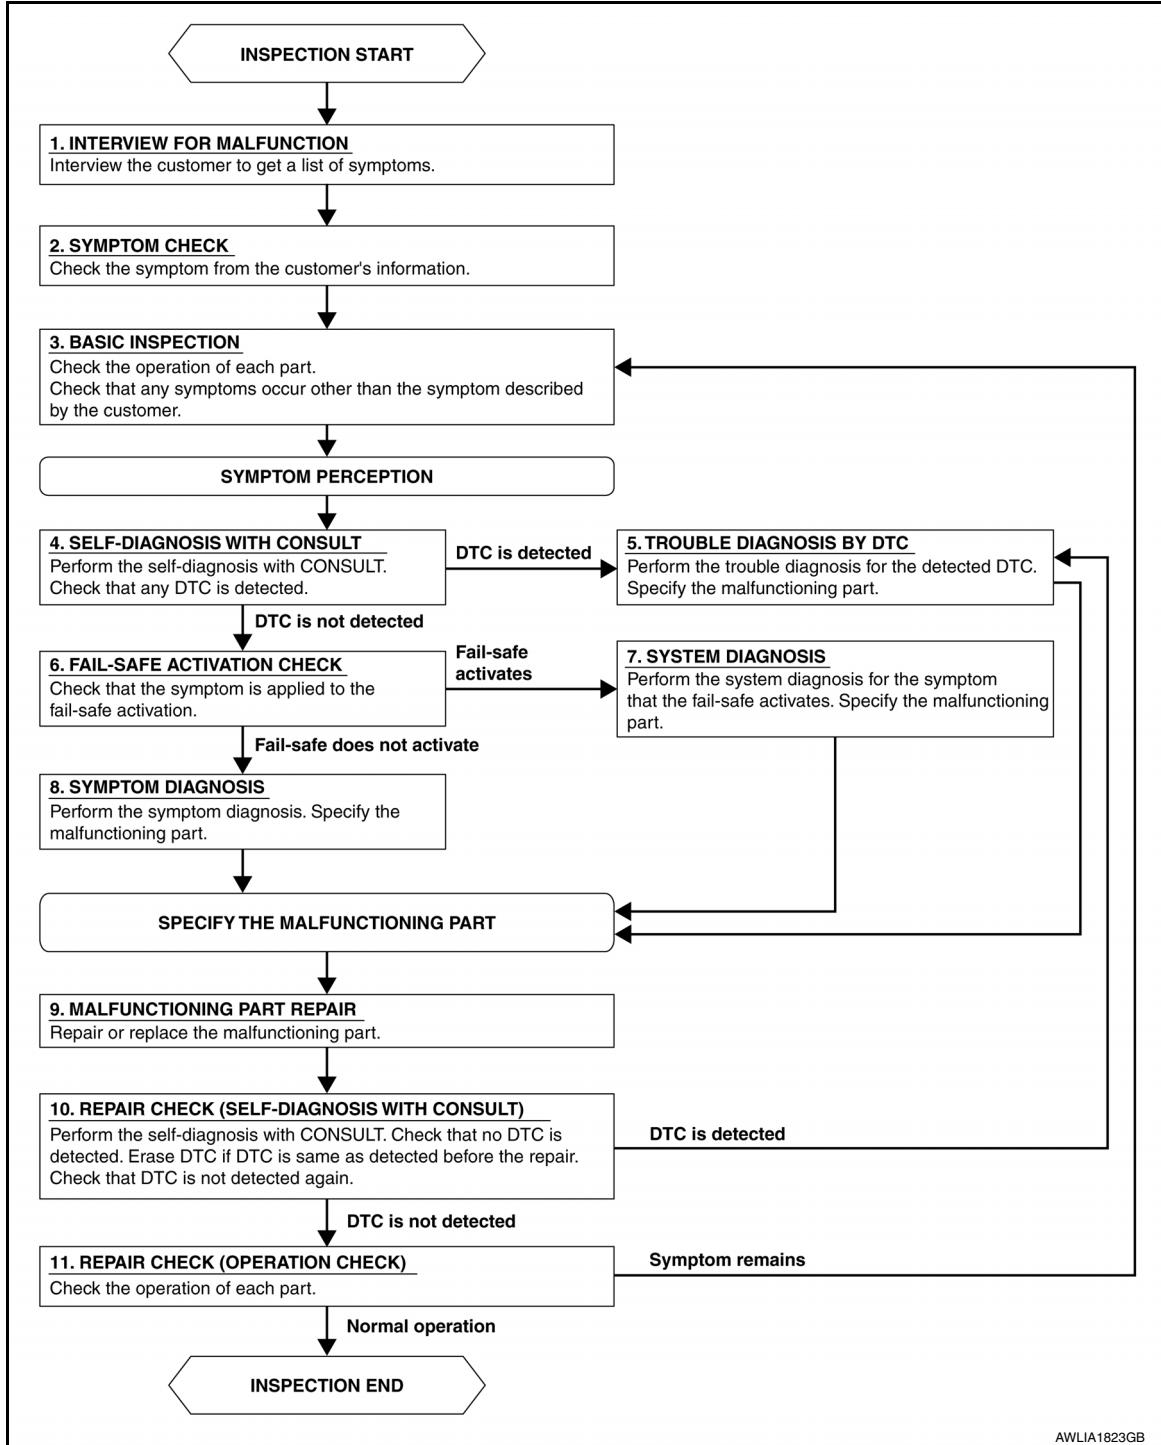 INSPECTION START
1. INTERVIEW FOR MALFUNCTION
Interview the customer to get a list of symptoms.
2. SYMPTOM CHECK
Check the symptom from the customer's information.
3. BASIC INSPECTION
Check the operation of each part.
Check that any symptoms occur other than the symptom described
by the customer.
SYMPTOM PERCEPTION
4. SELF-DIAGNOSIS WITH CONSULT
Perform the self-diagnosis with CONSULT.
Check that any DTC is detected.
DTC is detected
5. TROUBLE DIAGNOSIS BY DTC
Perform the trouble diagnosis for the detected DTC.
Specify the malfunctioning part.
DTC is not detected
6. FAIL-SAFE ACTIVATION CHECK
Check that the symptom is applied to the
fail-safe activation.
Fail-safe
activates
7. SYSTEM DIAGNOSIS
Perform the system diagnosis for the symptom
that the fail-safe activates. Specify the malfunctioning
part.
Fail-safe does not activate
8. SYMPTOM DIAGNOSIS
Perform the symptom diagnosis. Specify the
malfunctioning part.
SPECIFY THE MALFUNCTIONING PART
9. MALFUNCTIONING PART REPAIR
Repair or replace the malfunctioning part.
10. REPAIR CHECK (SELF-DIAGNOSIS WITH CONSULT)
Perform the self-diagnosis with CONSULT. Check that no DTC is
detected. Erase DTC if DTC is same as detected before the repair.
Check that DTC is not detected again.
DTC is detected
DTC is not detected
11. REPAIR CHECK (OPERATION CHECK)
Check the operation of each part.
Symptom remains
Normal operation
INSPECTION END
AWLIA1823GB